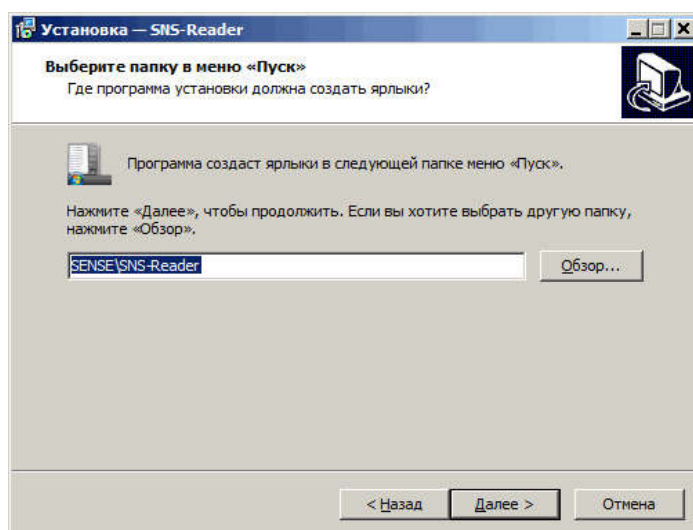 Установка — SNS-Reader
Выберите папку в меню «Пуск»
Где программа установки должна создать ярлыки?
Программа создаст ярлыки в следующей папке меню «Пуск».
Нажмите «Далее», чтобы продолжить. Если вы хотите выбрать другую папку,
нажмите «Обзор».
SENSE\SNS-Reader
Обзор...
< Назад
Далее >
Отмена